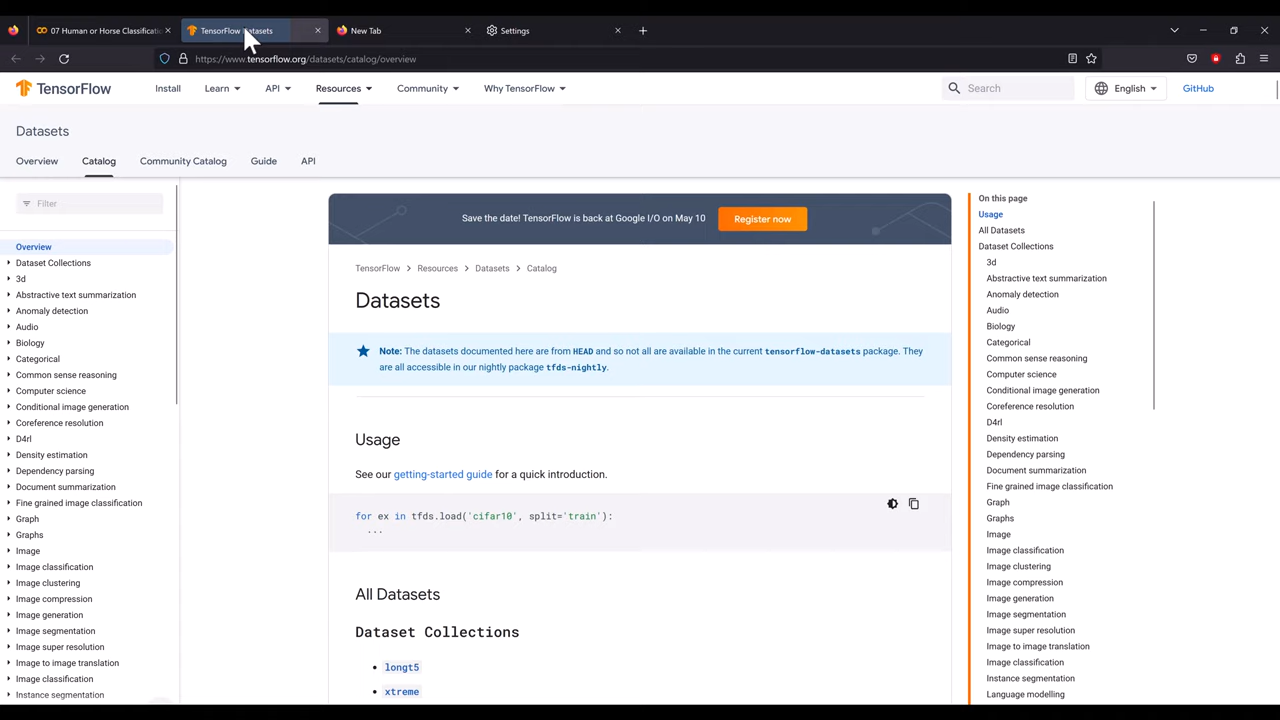 07 Human or Horse Classificati
TensorFlow Datasets
New Tab
Settings
https://www.tensorflow.org/datasets/catalog/overview
TensorFlow
Install
Learn
API
Resources
Community
Why TensorFlow
Search
English
GitHub
Datasets
Overview
Catalog
Community Catalog
Guide
API
Filter
Overview
Dataset Collections
3d
Abstractive text summarization
Anomaly detection
Audio
Biology
Categorical
Common sense reasoning
Computer science
Conditional image generation
Coreference resolution
D4rl
Density estimation
Dependency parsing
Document summarization
Fine grained image classification
Graph
Graphs
Image
Image classification
Image clustering
Image compression
Image generation
Image segmentation
Image super resolution
Image to image translation
Image classification
Instance segmentation
Save the date! TensorFlow is back at Google I/O on May 10
Register now
TensorFlow > Resources > Datasets > Catalog
Datasets
Note: The datasets documented here are from HEAD and so not all are available in the current tensorflow-datasets package. They
are all accessible in our nightly package tfds-nightly.
Usage
See our getting-started guide for a quick introduction.
for ex in tfds.load('cifar10', split='train'):
...
All Datasets
Dataset Collections
• longt5
• xtreme
On this page
Usage
All Datasets
Dataset Collections
3d
Abstractive text summarization
Anomaly detection
Audio
Biology
Categorical
Common sense reasoning
Computer science
Conditional image generation
Coreference resolution
D4rl
Density estimation
Dependency parsing
Document summarization
Fine grained image classification
Graph
Graphs
Image
Image classification
Image clustering
Image compression
Image generation
Image segmentation
Image super resolution
Image to image translation
Image classification
Instance segmentation
Language modelling